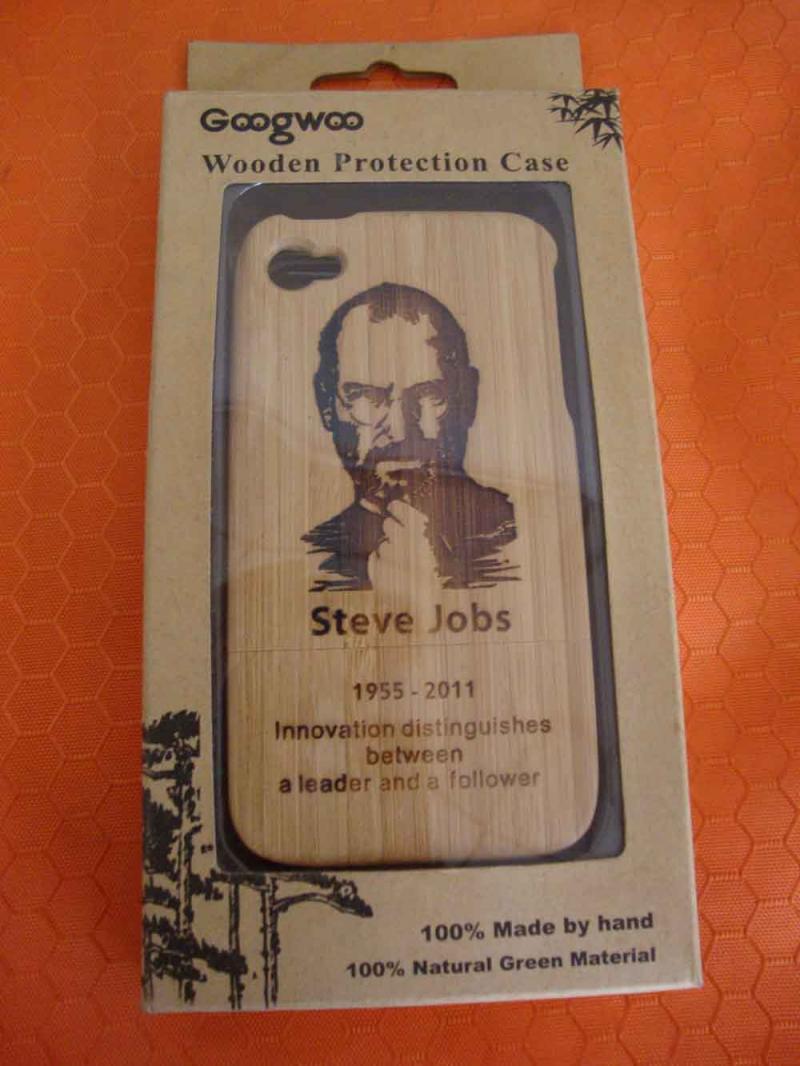 Googwoo
Wooden Protection Case
Steve Jobs
1955 - 2011
Innovation distinguishes
between
a leader and a follower
100% Made by hand
100% Natural Green Material